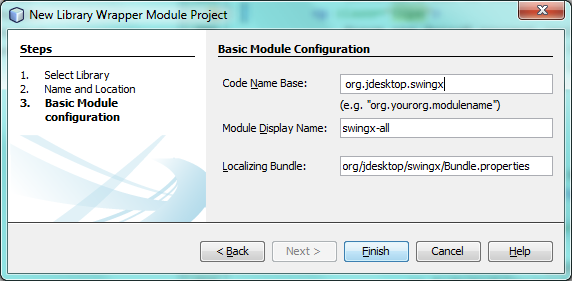 New Library Wrapper Module Project
Steps
1. Select Library
2. Name and Location
3. Basic Module configuration
Basic Module Configuration
Code Name Base: org.jdesktop.swingx
(e.g. "org.yourorg.modulename")
Module Display Name: swingx-all
Localizing Bundle: org/jdesktop/swingx/Bundle.properties
< Back Next > Finish Cancel Help